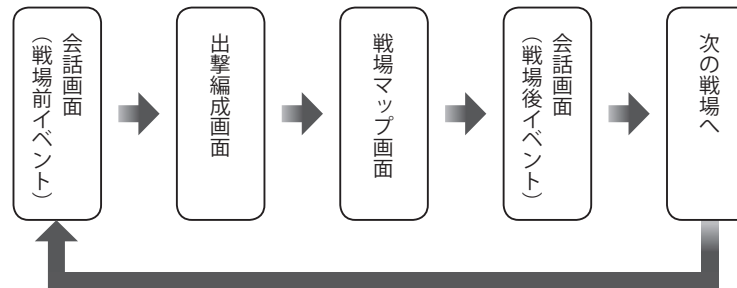 会話画面
（戦場前イベント）
出撃編成画面
戦場マップ画面
会話画面
（戦場後イベント）
次の戦場へ